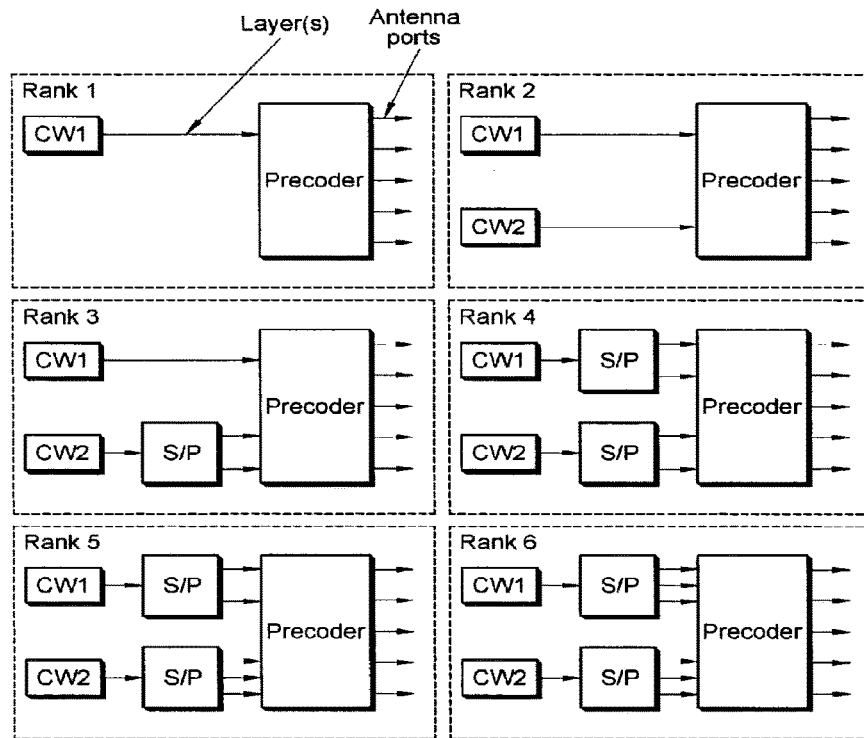 Layer(s)
Antenna
ports
Rank 1
CW1
Precoder
Rank 2
CW1
CW2
Precoder
Rank 3
CW1
CW2
S/P
Precoder
Rank 4
CW1
S/P
CW2
S/P
Precoder
Rank 5
CW1
S/P
CW2
S/P
Precoder
Rank 6
CW1
S/P
CW2
S/P
Precoder